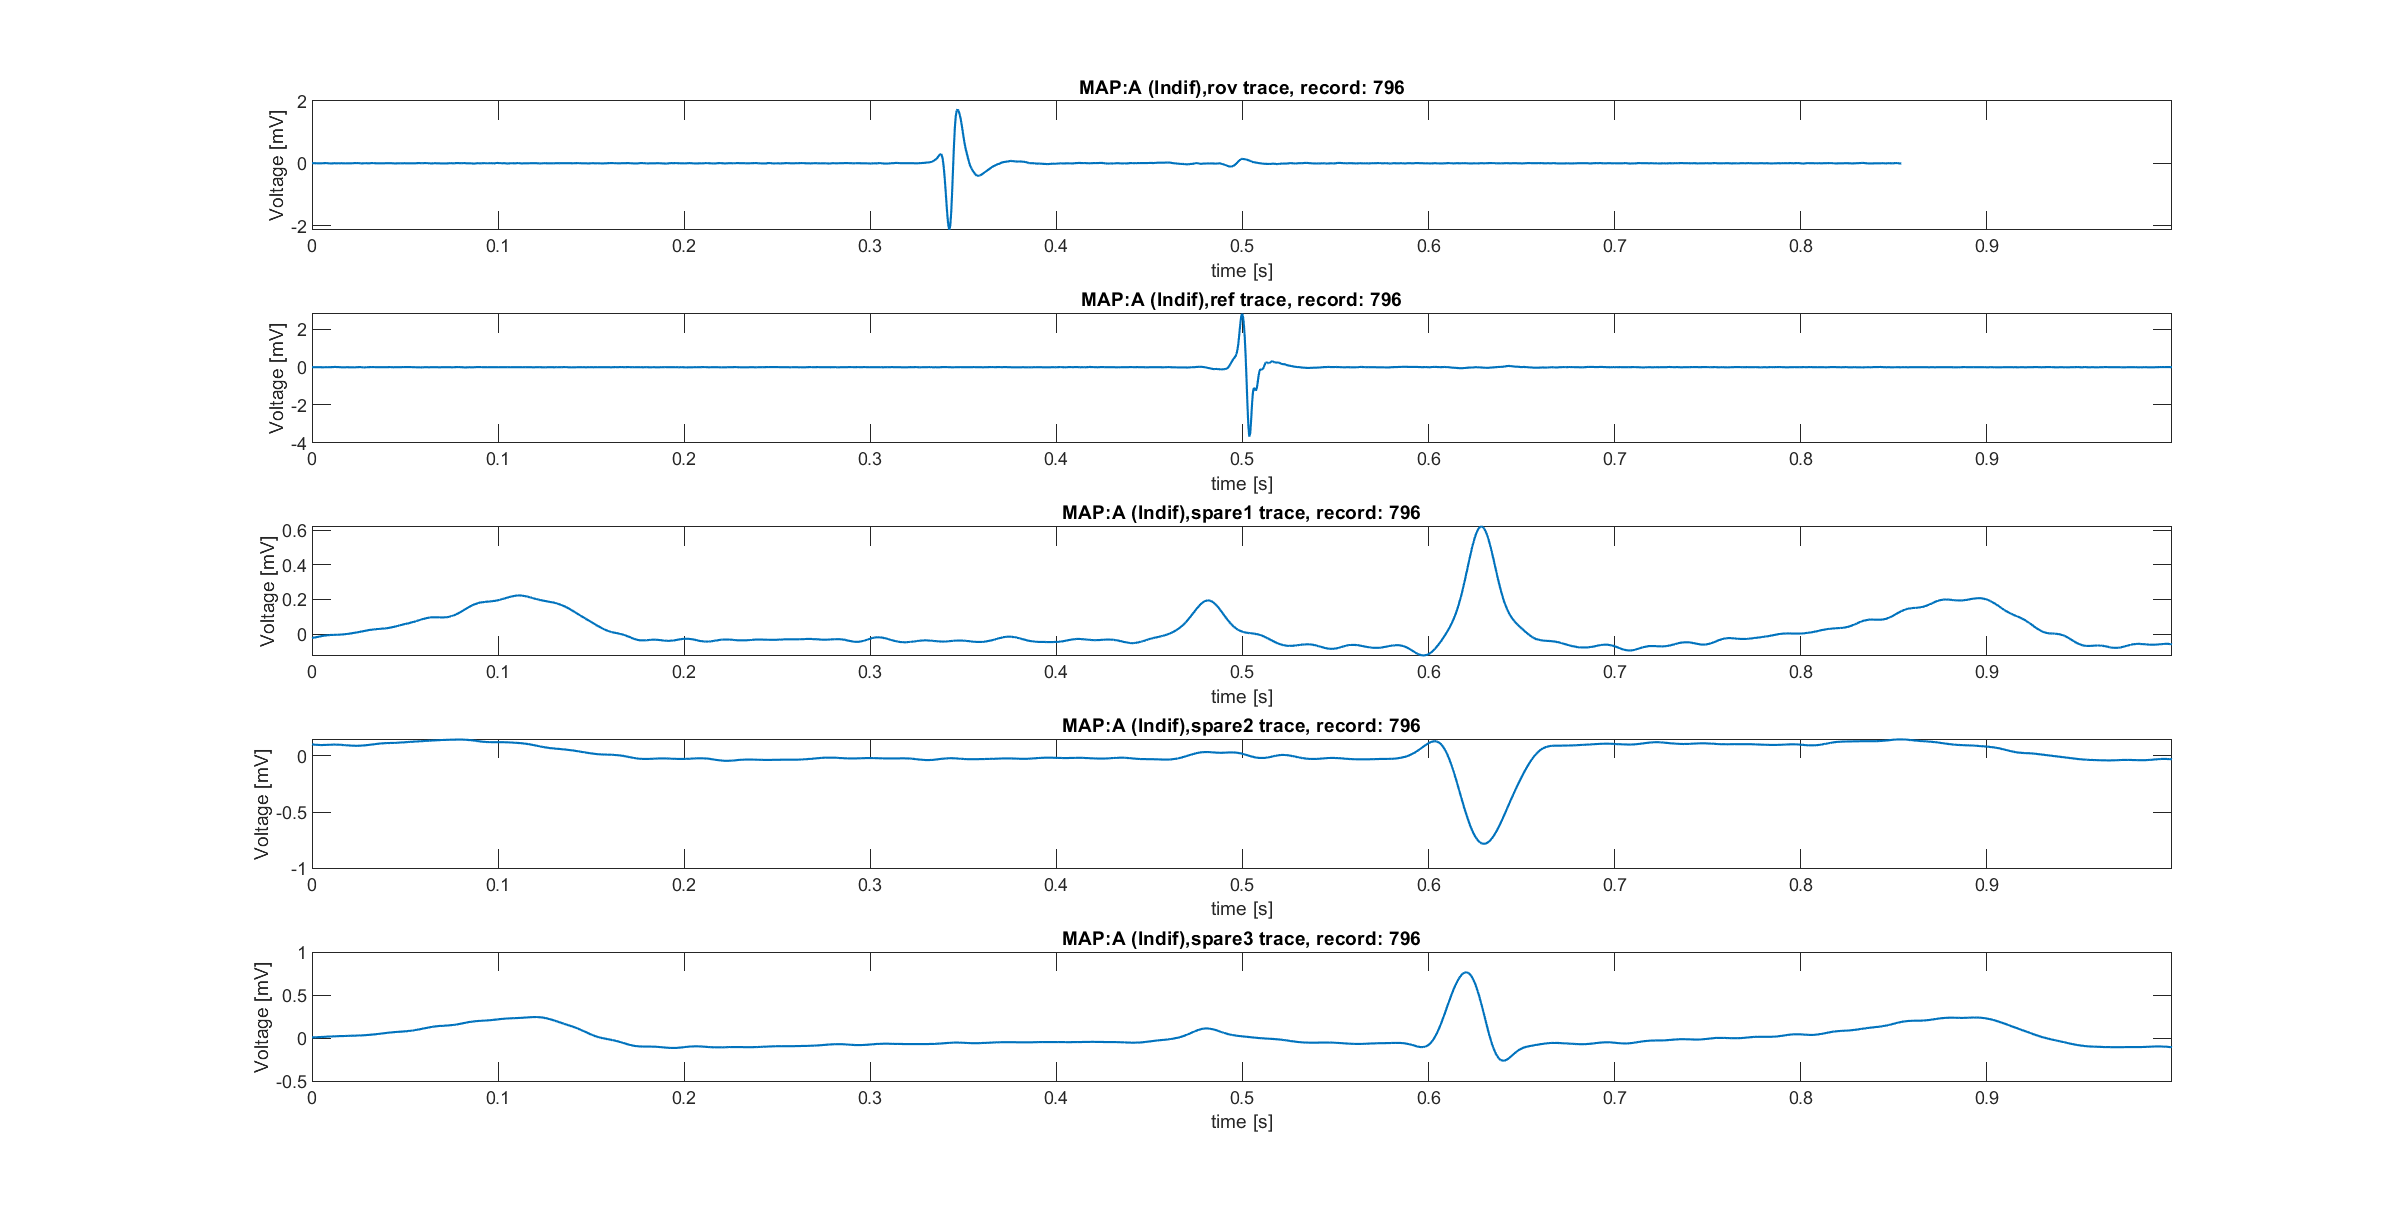 MAP:A (Indif),rov trace, record: 796
Voltage [mV]
2
0
-2
0 0.1 0.2 0.3 0.4 0.5 0.6 0.7 0.8 0.9
time [s]
MAP:A (Indif),ref trace, record: 796
Voltage [mV]
2
0
-2
-4
0 0.1 0.2 0.3 0.4 0.5 0.6 0.7 0.8 0.9
time [s]
MAP:A (Indif),spare1 trace, record: 796
Voltage [mV]
0.6
0.4
0.2
0
0 0.1 0.2 0.3 0.4 0.5 0.6 0.7 0.8 0.9
time [s]
MAP:A (Indif),spare2 trace, record: 796
Voltage [mV]
0
-0.5
-1
0 0.1 0.2 0.3 0.4 0.5 0.6 0.7 0.8 0.9
time [s]
MAP:A (Indif),spare3 trace, record: 796
Voltage [mV]
1
0.5
0
-0.5
0 0.1 0.2 0.3 0.4 0.5 0.6 0.7 0.8 0.9
time [s]